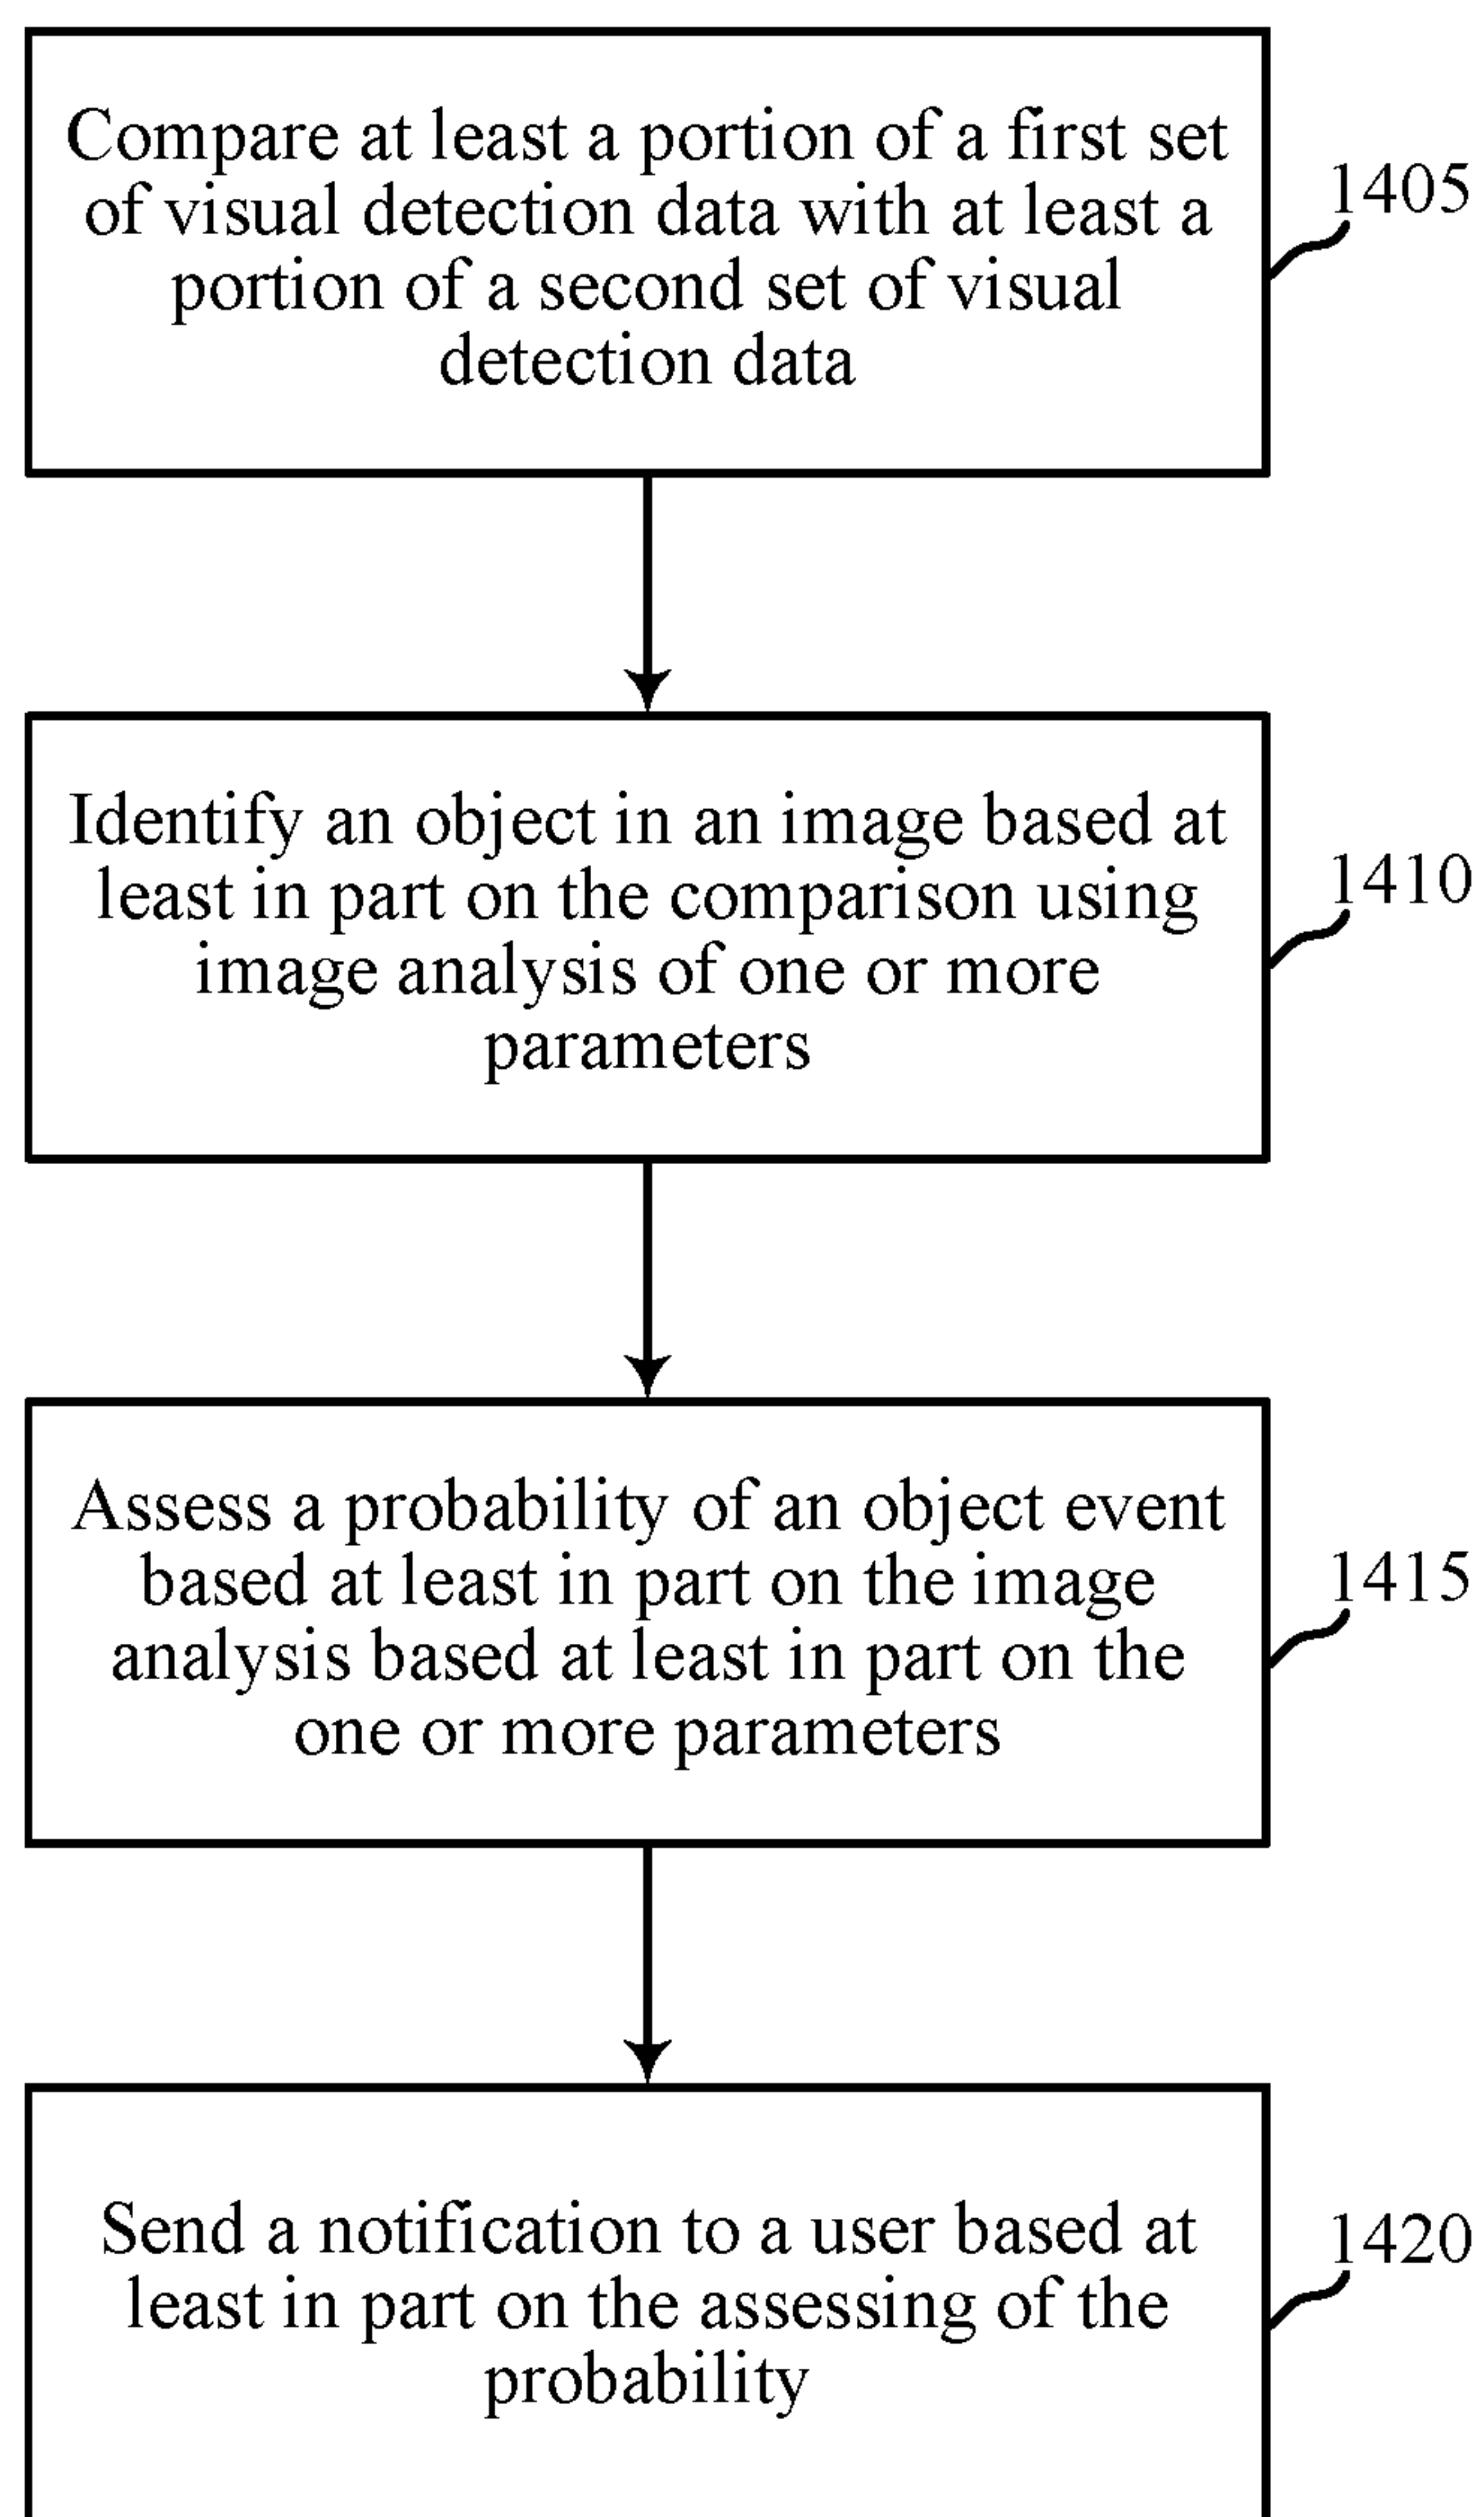 Compare at least a portion of a first set
of visual detection data with at least a
portion of a second set of visual
detection data
1405
Identify an object in an image based at
least in part on the comparison using
image analysis of one or more
parameters
1410
Assess a probability of an object event
based at least in part on the image
analysis based at least in part on the
one or more parameters
1415
Send a notification to a user based at
least in part on the assessing of the
probability
1420